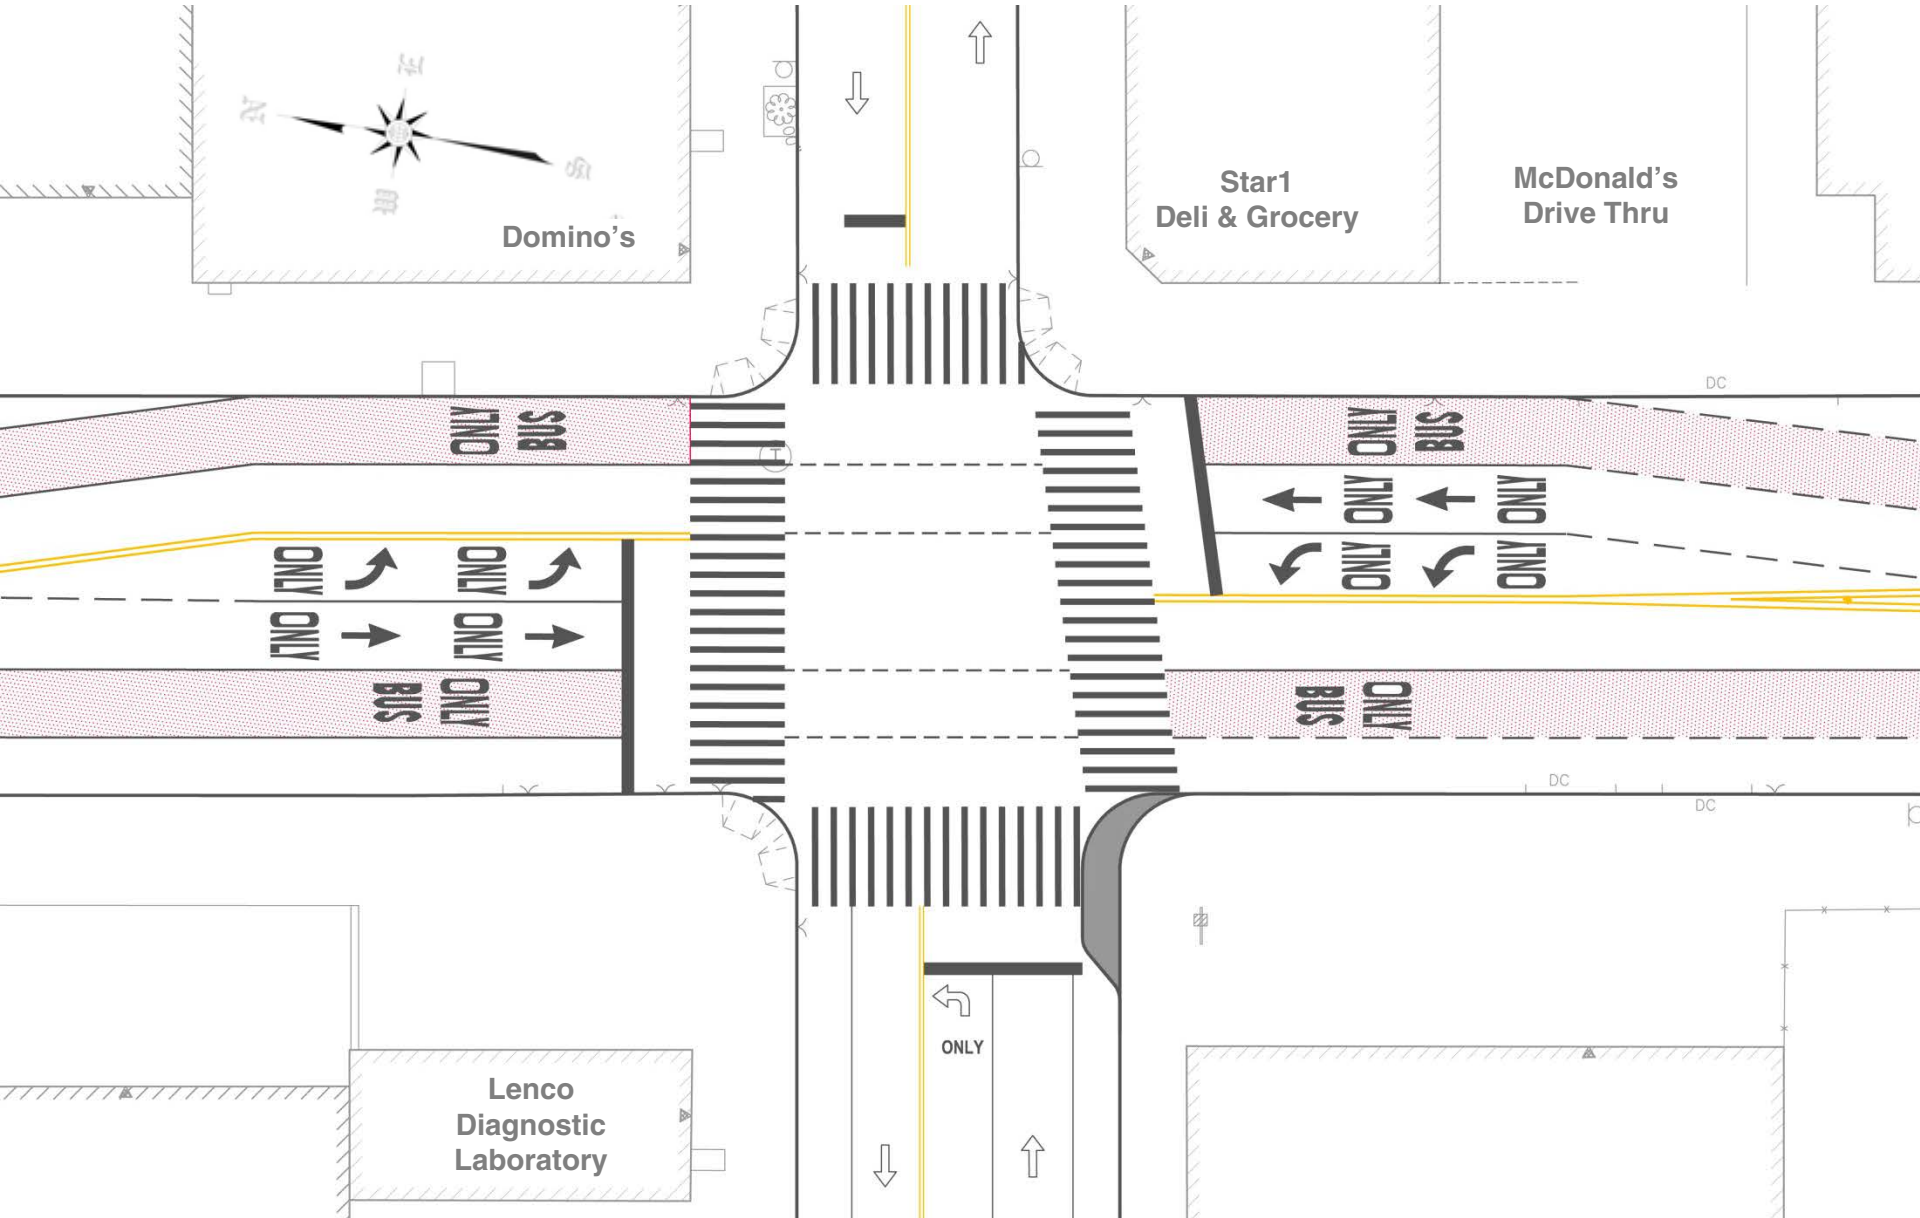 E
N
S
W
Domino's
Star1
Deli & Grocery
McDonald's
Drive Thru
DC
ONLY
BUS
ONLY
BUS
H
ONLY
ONLY
ONLY
ONLY
ONLY
ONLY
ONLY
ONLY
BUS
ONLY
BUS
ONLY
DC
DC
ONLY
Lenco
Diagnostic
Laboratory